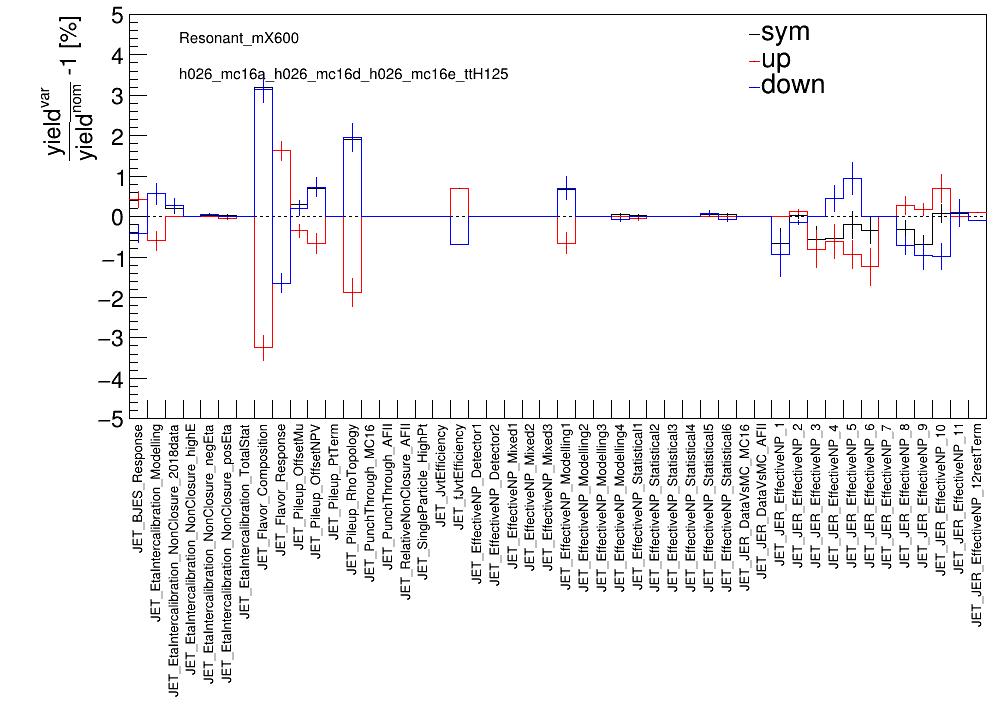 yield^var
yield^nom -1 [%]
5
4
3
2
1
0
−1
−2
−3
−4
−5
Resonant_mX600
h026_mc16a_h026_mc16d_h026_mc16e_ttH125
sym
up
down
JET_BJES_Response
JET_EtaIntercalibration_Modelling
JET_EtaIntercalibration_NonClosure_2018data
JET_EtaIntercalibration_NonClosure_highE
JET_EtaIntercalibration_NonClosure_negEta
JET_EtaIntercalibration_NonClosure_posEta
JET_EtaIntercalibration_TotalStat
JET_Flavor_Composition
JET_Flavor_Response
JET_Pileup_OffsetMu
JET_Pileup_OffsetNPV
JET_Pileup_PtTerm
JET_Pileup_RhoTopology
JET_PunchThrough_MC16
JET_PunchThrough_AFII
JET_RelativeNonClosure_AFII
JET_SingleParticle_HighPt
JET_JvtEfficiency
JET_fJvtEfficiency
JET_EffectiveNP_Detector1
JET_EffectiveNP_Detector2
JET_EffectiveNP_Mixed1
JET_EffectiveNP_Mixed2
JET_EffectiveNP_Mixed3
JET_EffectiveNP_Modelling1
JET_EffectiveNP_Modelling2
JET_EffectiveNP_Modelling3
JET_EffectiveNP_Modelling4
JET_EffectiveNP_Statistical1
JET_EffectiveNP_Statistical2
JET_EffectiveNP_Statistical3
JET_EffectiveNP_Statistical4
JET_EffectiveNP_Statistical5
JET_EffectiveNP_Statistical6
JET_JER_DataVsMC_MC16
JET_JER_DataVsMC_AFII
JET_JER_EffectiveNP_1
JET_JER_EffectiveNP_2
JET_JER_EffectiveNP_3
JET_JER_EffectiveNP_4
JET_JER_EffectiveNP_5
JET_JER_EffectiveNP_6
JET_JER_EffectiveNP_7
JET_JER_EffectiveNP_8
JET_JER_EffectiveNP_9
JET_JER_EffectiveNP_10
JET_JER_EffectiveNP_11
JET_JER_EffectiveNP_12restTerm